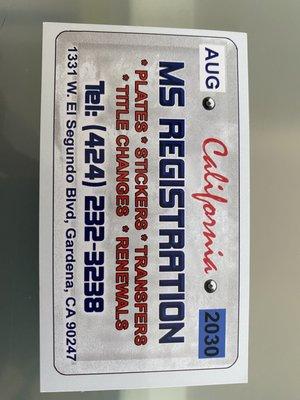 AUG California 2030
MS REGISTRATION
* PLATES * STICKERS * TRANSFERS
* TITLE CHANGES * RENEWALS
Tel: (424) 232-3238
1331 W. El Segundo Blvd, Gardena, CA 90247